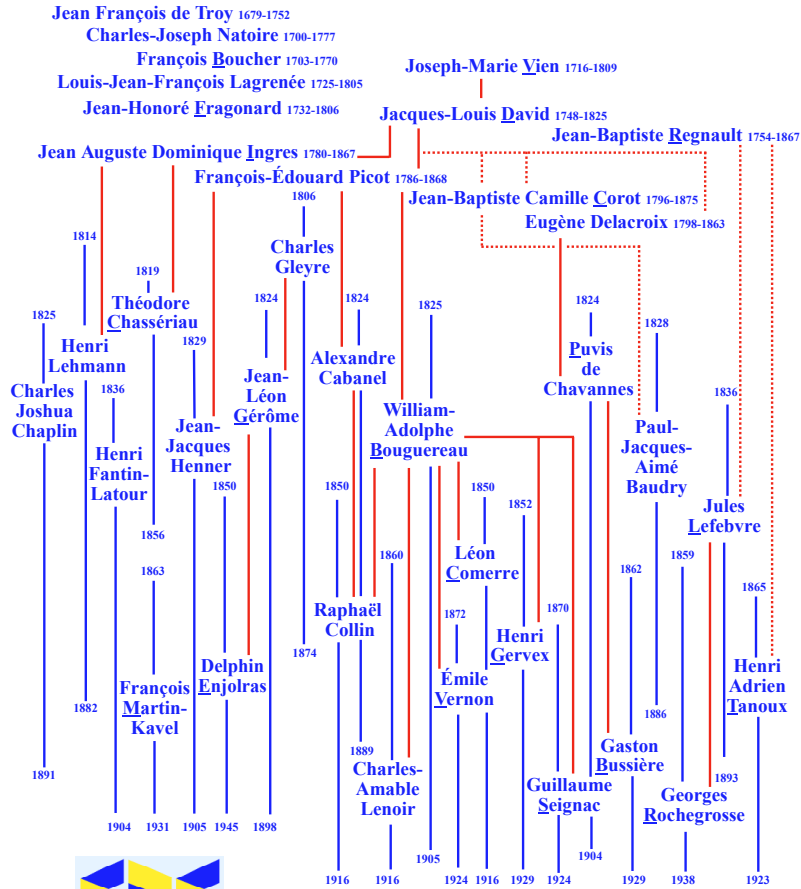 Jean François de Troy 1679-1752
Charles-Joseph Natoire 1700-1777
François Boucher 1703-1770
Joseph-Marie Vien 1716-1809
Louis-Jean-François Lagrenée 1725-1805
Jean-Honoré Fragonard 1732-1806
Jacques-Louis David 1748-1825
Jean-Baptiste Regnault 1754-1867
Jean Auguste Dominique Ingres 1780-1867
François-Édouard Picot 1786-1868
Jean-Baptiste Camille Corot 1796-1875
Eugène Delacroix 1798-1863
1806
Charles
Gleyre
1874
1814
Henri
Lehmann
1882
1819
Théodore
Chassériau
1856
1825
Charles
Joshua
Chaplin
1891
1836
Henri
Fantin-
Latour
1904
1863
François
Martin-
Kavel
1931
1829
Jean-
Jacques
Henner
1905
1850
Delphin
Enjolras
1945
1824
Jean-
Léon
Gérôme
1898
1824
Alexandre
Cabanel
1889
1850
Raphaël
Collin
1916
1860
Charles-
Amable
Lenoir
1916
1825
William-
Adolphe
Bouguereau
1905
1872
Émile
Vernon
1924
1850
Léon
Comerre
1916
1852
Henri
Gervex
1929
1870
Guillaume
Seignac
1924
1824
Puvis
de
Chavannes
1904
1862
Gaston
Bussière
1929
1828
Paul-
Jacques-
Aimé
Baudry
1886
1859
Georges
Rochegrosse
1938
1836
Jules
Lefebvre
1893
1865
Henri
Adrien
Tanoux
1923